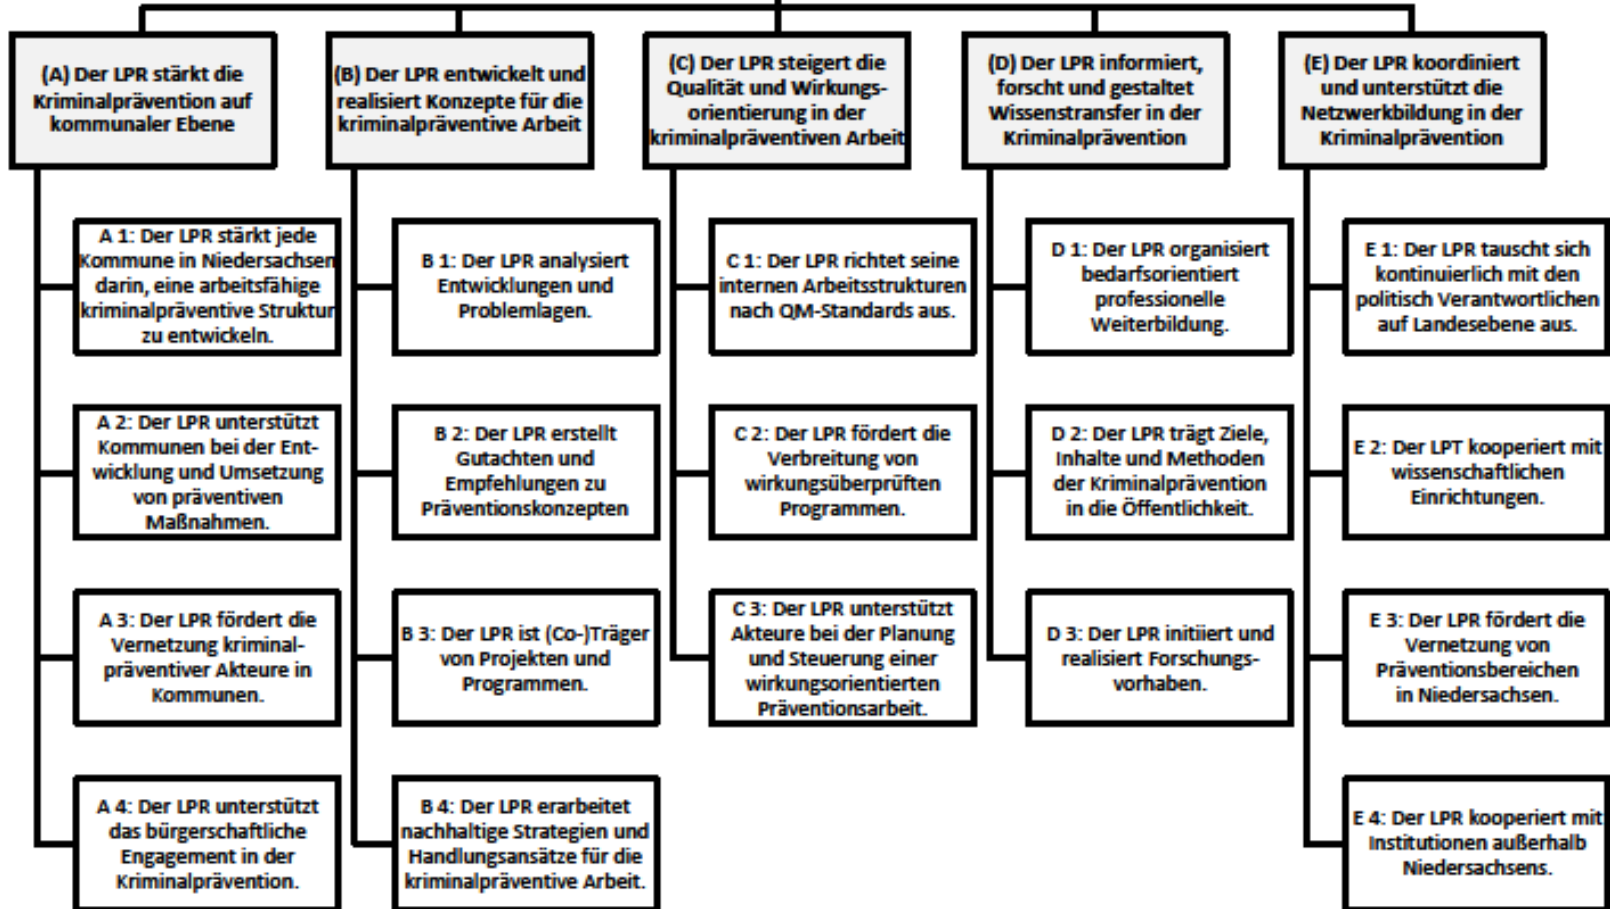 (A) Der LPR stärkt die
Kriminalprävention auf
kommunaler Ebene
A 1: Der LPR stärkt jede
Kommune in Niedersachsen
darin, eine arbeitsfähige
kriminalpräventive Struktur
zu entwickeln.
A 2: Der LPR unterstützt
Kommunen bei der Ent-
wicklung und Umsetzung
von präventiven
Maßnahmen.
A 3: Der LPR fördert die
Vernetzung kriminal-
präventiver Akteure in
Kommunen.
A 4: Der LPR unterstützt
das bürgerschaftliche
Engagement in der
Kriminalprävention.
(B) Der LPR entwickelt und
realisiert Konzepte für die
kriminalpräventive Arbeit
B 1: Der LPR analysiert
Entwicklungen und
Problemlagen.
B 2: Der LPR erstellt
Gutachten und
Empfehlungen zu
Präventionskonzepten
B 3: Der LPR ist (Co-)Träger
von Projekten und
Programmen.
B 4: Der LPR erarbeitet
nachhaltige Strategien und
Handlungsansätze für die
kriminalpräventive Arbeit.
(C) Der LPR steigert die
Qualität und Wirkungs-
orientierung in der
kriminalpräventiven Arbeit
C 1: Der LPR richtet seine
internen Arbeitsstrukturen
nach QM-Standards aus.
C 2: Der LPR fördert die
Verbreitung von
wirkungsüberprüften
Programmen.
C 3: Der LPR unterstützt
Akteure bei der Planung
und Steuerung einer
wirkungsorientierten
Präventionsarbeit.
(D) Der LPR informiert,
forscht und gestaltet
Wissenstransfer in der
Kriminalprävention
D 1: Der LPR organisiert
bedarfsorientiert
professionelle
Weiterbildung.
D 2: Der LPR trägt Ziele,
Inhalte und Methoden
der Kriminalprävention
in die Öffentlichkeit.
D 3: Der LPR initiiert und
realisiert Forschungs-
vorhaben.
(E) Der LPR koordiniert
und unterstützt die
Netzwerkbildung in der
Kriminalprävention
E 1: Der LPR tauscht sich
kontinuierlich mit den
politisch Verantwortlichen
auf Landesebene aus.
E 2: Der LPT kooperiert mit
wissenschaftlichen
Einrichtungen.
E 3: Der LPR fördert die
Vernetzung von
Präventionsbereichen
in Niedersachsen.
E 4: Der LPR kooperiert mit
Institutionen außerhalb
Niedersachsens.